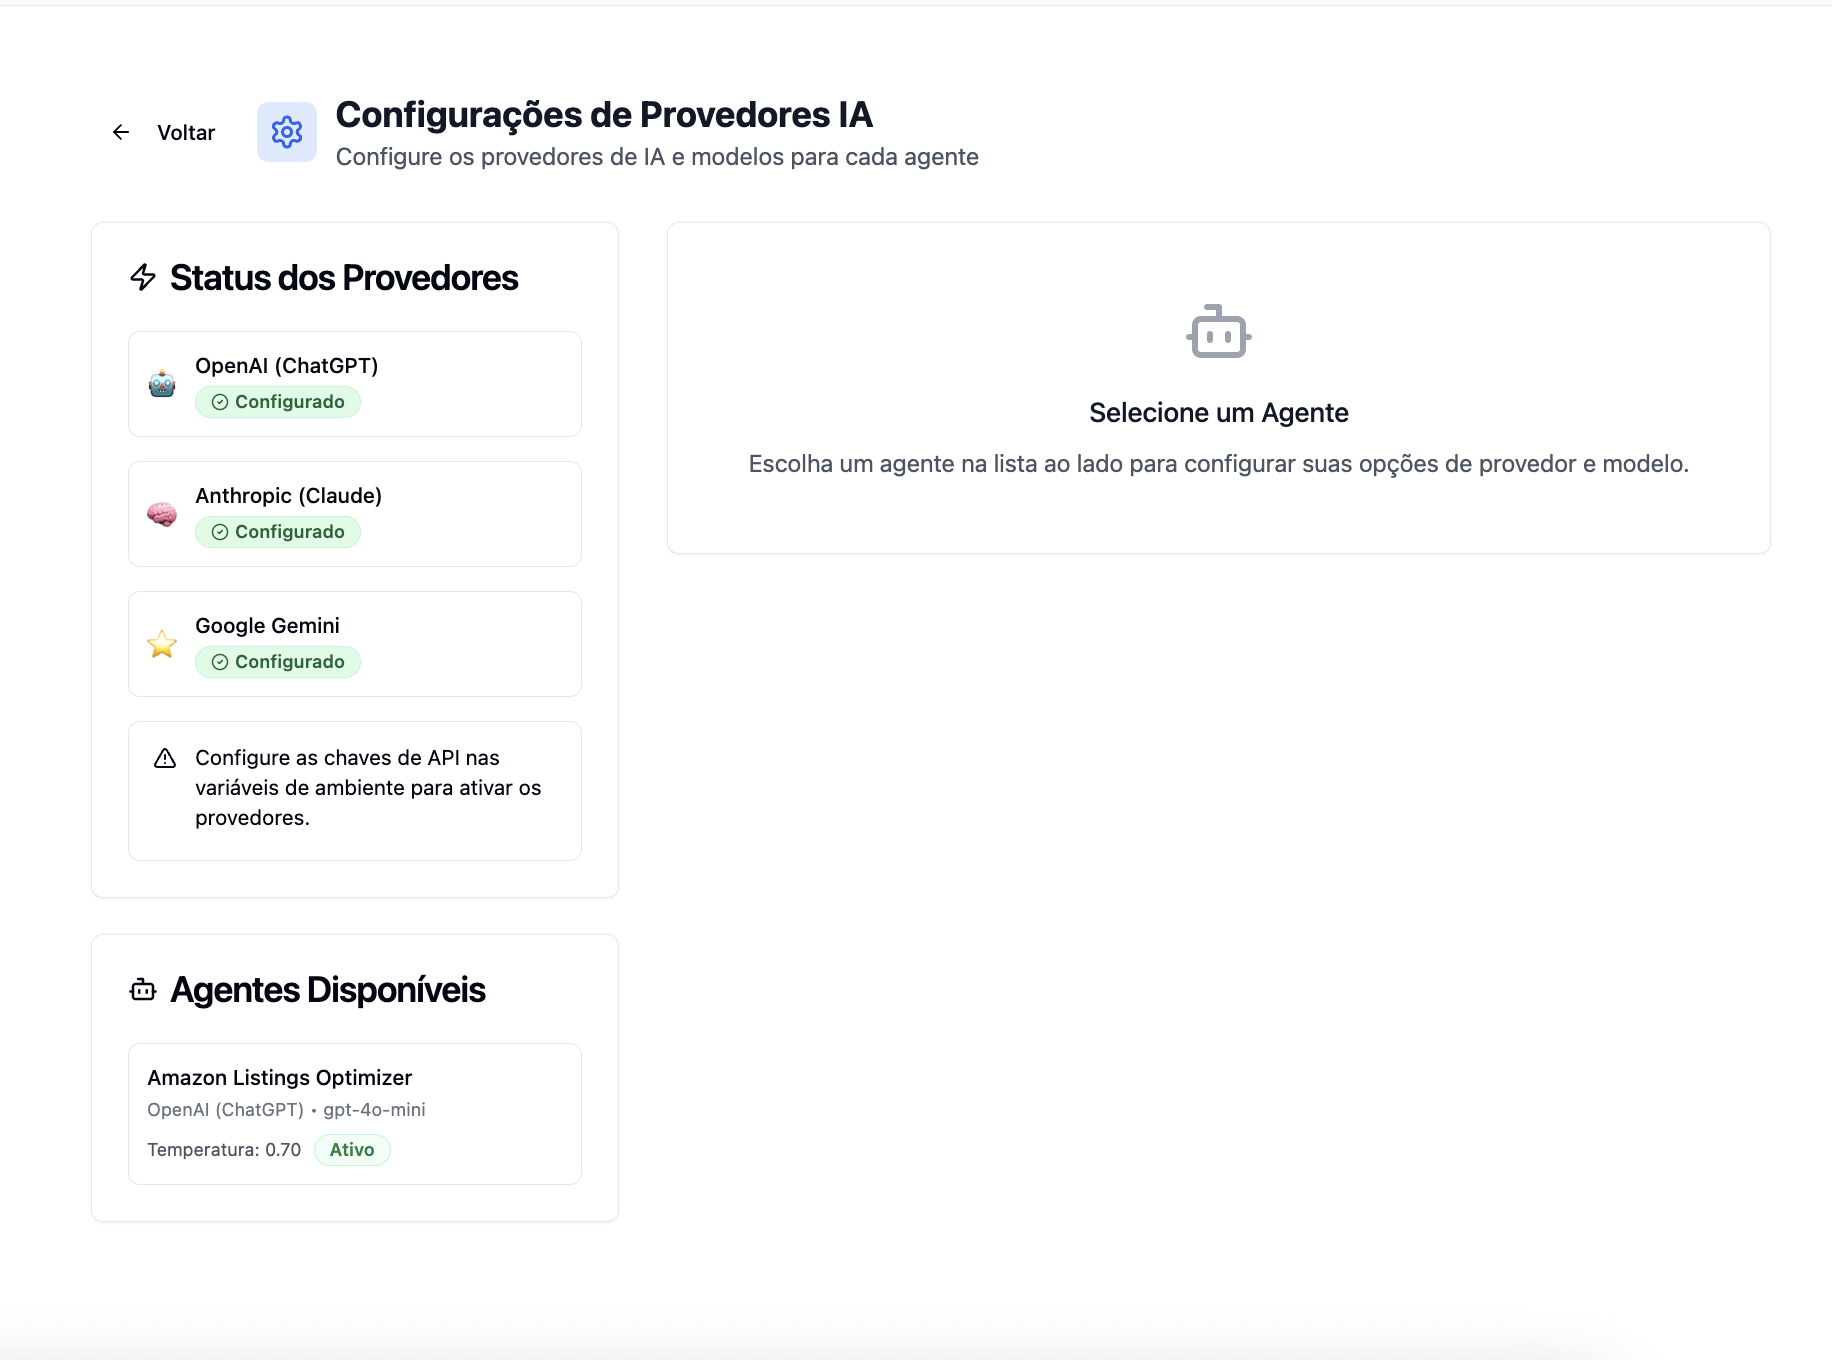 Voltar
Configurações de Provedores IA
Configure os provedores de IA e modelos para cada agente
Status dos Provedores
OpenAI (ChatGPT)
Configurado
Anthropic (Claude)
Configurado
Google Gemini
Configurado
Configure as chaves de API nas
variáveis de ambiente para ativar os
provedores.
Agentes Disponíveis
Amazon Listings Optimizer
OpenAI (ChatGPT) • gpt-4o-mini
Temperatura: 0.70 Ativo
Selecione um Agente
Escolha um agente na lista ao lado para configurar suas opções de provedor e modelo.